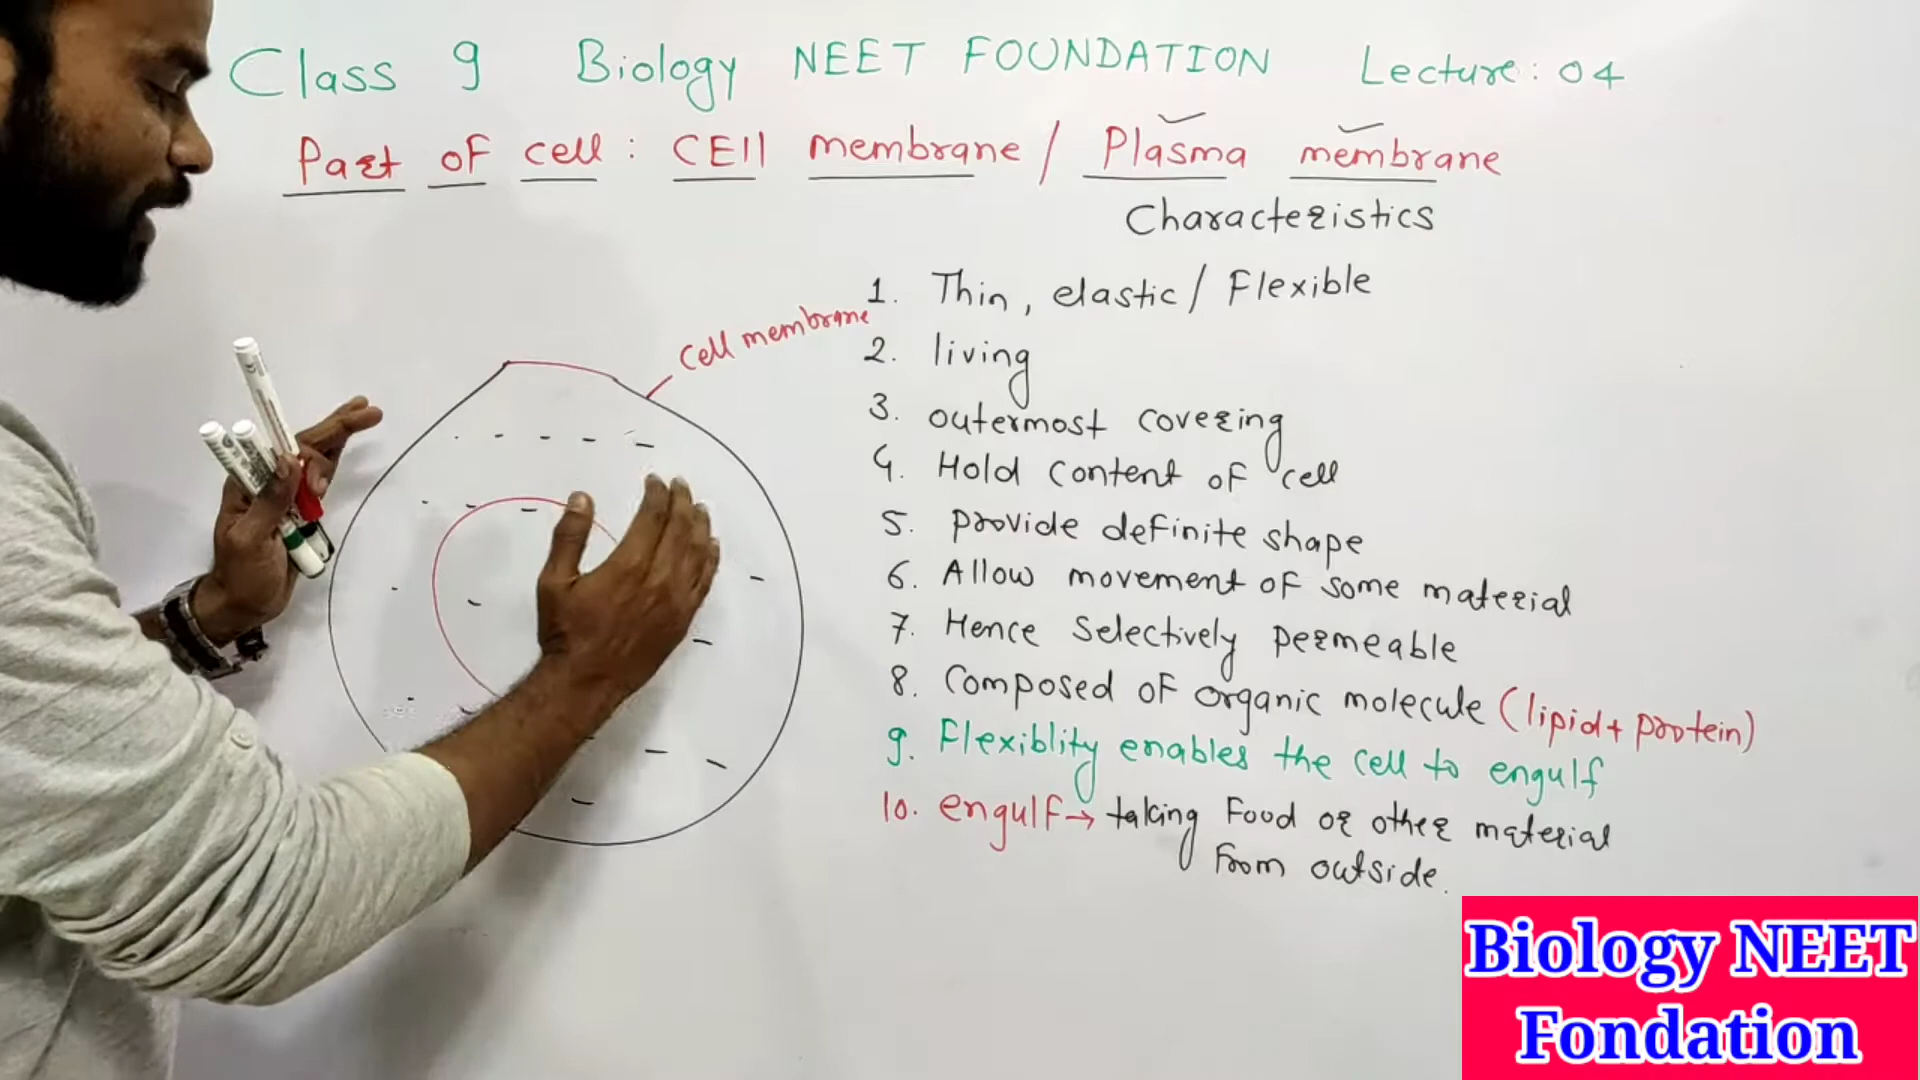 Class 9 Biology NEET FOUNDATION Lecture: 04
Part of cell: CEll membrane / Plasma membrane
Characteristics
cell membrane
1. Thin, elastic / Flexible
2. living
3. outermost covering
4. Hold content of cell
5. provide definite shape
6. Allow movement of some material
7. Hence selectively permeable
8. Composed of organic molecule (lipid + protein)
9. Flexiblity enables the cell to engulf
10. engulf → taking Food or other material
From outside.
Biology NEET
Fondation